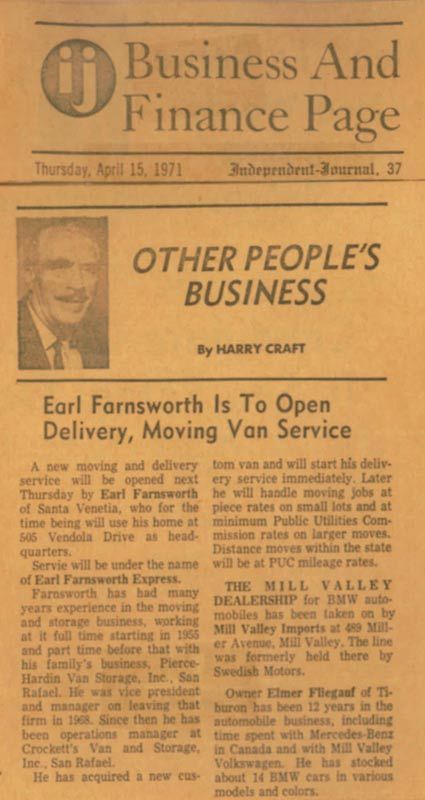 ij Business And
Finance Page
Thursday, April 15, 1971 Independent-Journal, 37
OTHER PEOPLE'S
BUSINESS
By HARRY CRAFT
Earl Farnsworth Is To Open
Delivery, Moving Van Service
A new moving and delivery
service will be opened next
Thursday by Earl Farnsworth
of Santa Venetia, who for the
time being will use his home at
505 Vendola Drive as head-
quarters.
Servie will be under the name
of Earl Farnsworth Express.
Farnsworth has had many
years experience in the moving
and storage business, working
at it full time starting in 1955
and part time before that with
his family's business, Pierce-
Hardin Van Storage, Inc., San
Rafael. He was vice president
and manager on leaving that
firm in 1968. Since then he has
been operations manager at
Crockett's Van and Storage,
Inc., San Rafael.
He has acquired a new cus-
tom van and will start his deliv-
ery service immediately. Later
he will handle moving jobs at
piece rates on small lots and at
minimum Public Utilities Com-
mission rates on larger moves.
Distance moves within the state
will be at PUC mileage rates.
THE MILL VALLEY
DEALERSHIP for BMW auto-
mobiles has been taken on by
Mill Valley Imports at 489 Mill-
er Avenue, Mill Valley. The line
was formerly held there by
Swedish Motors.
Owner Elmer Fliegauf of Ti-
buron has been 12 years in the
automobile business, including
time spent with Mercedes-Benz
in Canada and with Mill Valley
Volkswagen. He has stocked
about 14 BMW cars in various
models and colors.